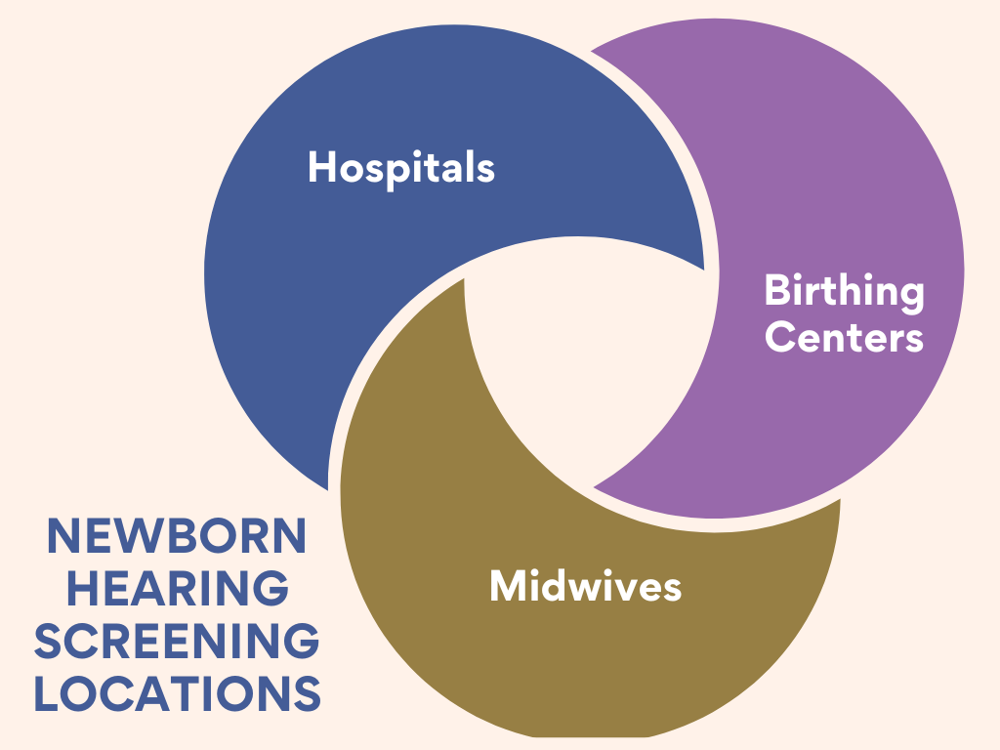 Hospitals
Birthing
Centers
Midwives
NEWBORN
HEARING
SCREENING
LOCATIONS